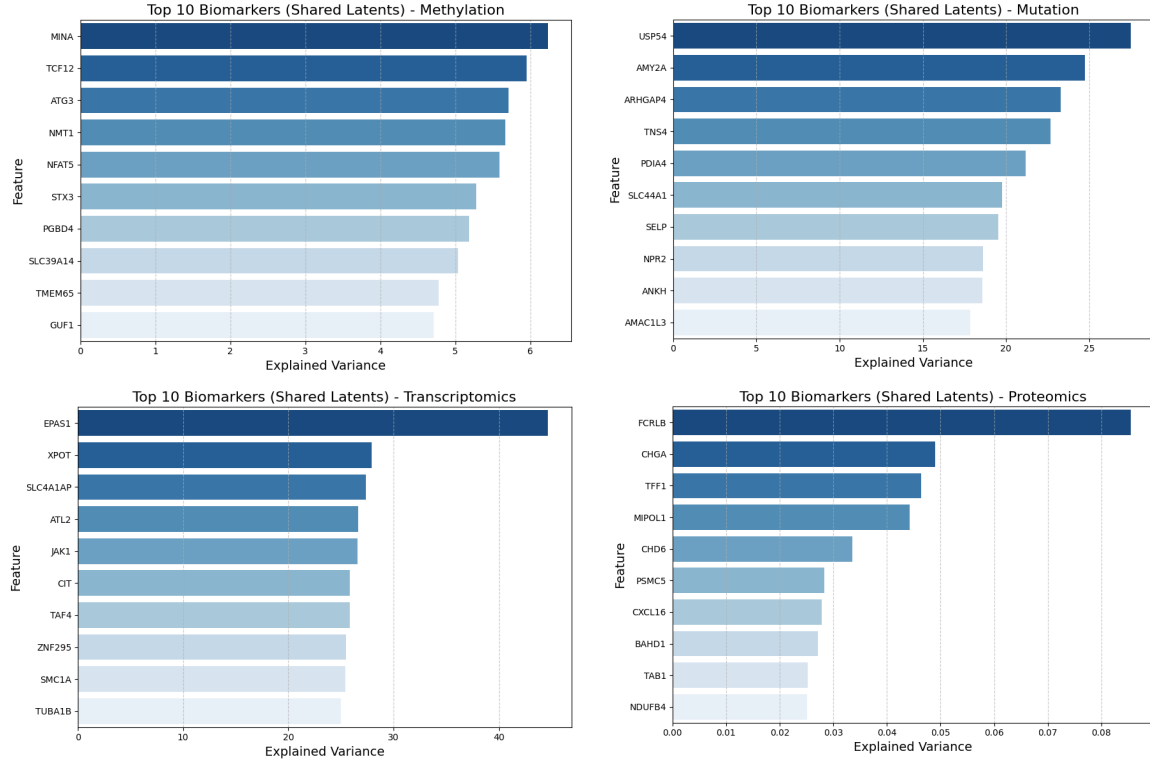 Top 10 Biomarkers (Shared Latents) - Methylation
Feature
MINA
TCF12
ATG3
NMT1
NFAT5
STX3
PGBD4
SLC39A14
TMEM65
GUF1
0 1 2 3 4 5 6
Explained Variance
Top 10 Biomarkers (Shared Latents) - Mutation
Feature
USP54
AMY2A
ARHGAP4
TNS4
PDIA4
SLC44A1
SELP
NPR2
ANKH
AMAC1L3
0 5 10 15 20 25
Explained Variance
Top 10 Biomarkers (Shared Latents) - Transcriptomics
Feature
EPAS1
XPOT
SLC4A1AP
ATL2
JAK1
CIT
TAF4
ZNF295
SMC1A
TUBA1B
0 10 20 30 40
Explained Variance
Top 10 Biomarkers (Shared Latents) - Proteomics
Feature
FCRLB
CHGA
TFF1
MIPOL1
CHD6
PSMC5
CXCL16
BAHD1
TAB1
NDUFB4
0.00 0.01 0.02 0.03 0.04 0.05 0.06 0.07 0.08
Explained Variance